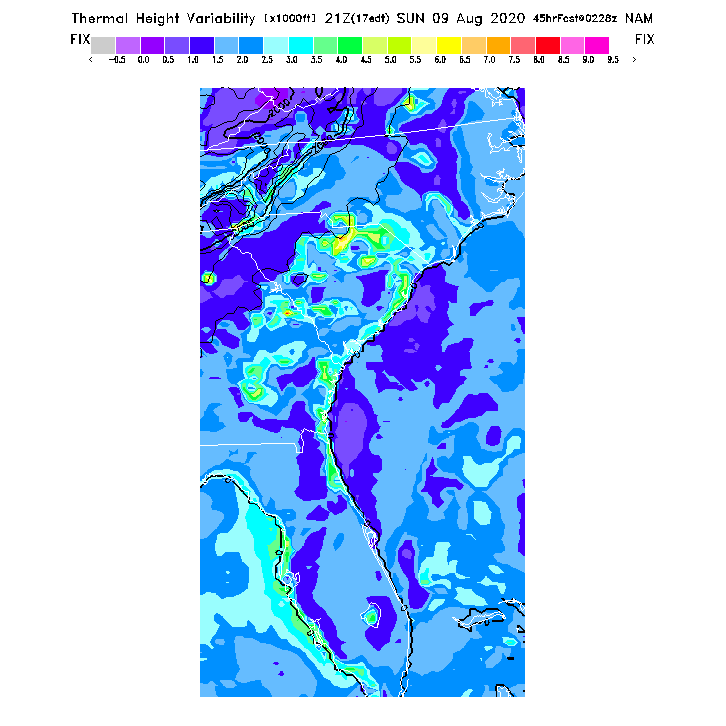 Thermal Height Variability [x1000ft] 21Z(17edt) SUN 09 Aug 2020 45hrFcst@0228z NAM
FIX FIX
< -0.5 0.0 0.5 1.0 1.5 2.0 2.5 3.0 3.5 4.0 4.5 5.0 5.5 6.0 6.5 7.0 7.5 8.0 8.5 9.0 9.5 >
2000